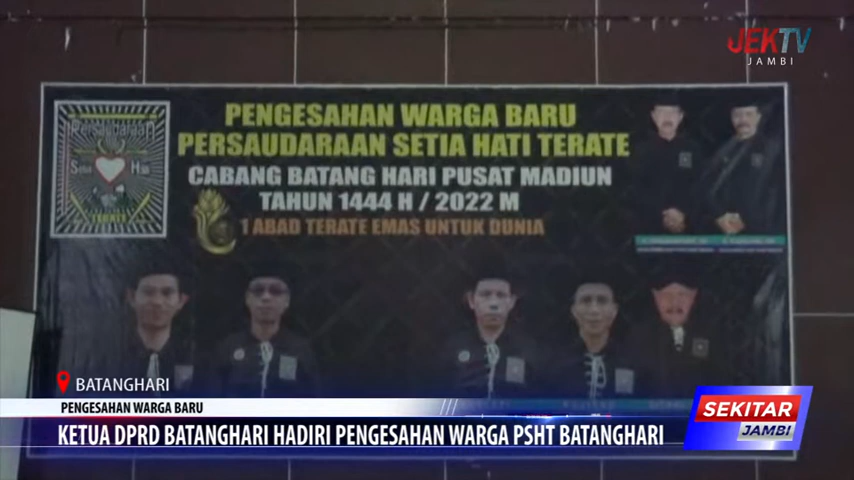 JEKTV
JAMBI
PENGESAHAN WARGA BARU
PERSAUDARAAN SETIA HATI TERATE
CABANG BATANG HARI PUSAT MADIUN
TAHUN 1444 H / 2022 M
1 ABAD TERATE EMAS UNTUK DUNIA
Persaudaraan
Setia Hati
TERATE
BATANGHARI
PENGESAHAN WARGA BARU
KETUA DPRD BATANGHARI HADIRI PENGESAHAN WARGA PSHT BATANGHARI
SEKITAR
JAMBI